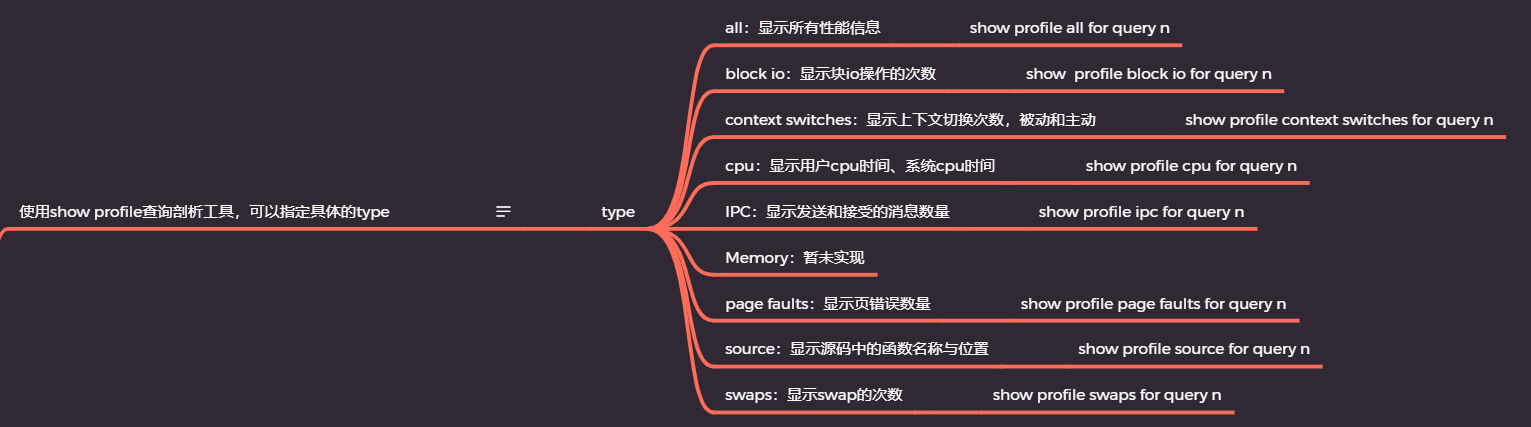 使用show profile查询剖析工具，可以指定具体的type
type
all：显示所有性能信息 show profile all for query n
block io：显示块io操作的次数 show  profile block io for query n
context switches：显示上下文切换次数，被动和主动 show profile context switches for query n
cpu：显示用户cpu时间、系统cpu时间 show profile cpu for query n
IPC：显示发送和接受的消息数量 show profile ipc for query n
Memory：暂未实现
page faults：显示页错误数量 show profile page faults for query n
source：显示源码中的函数名称与位置 show profile source for query n
swaps：显示swap的次数 show profile swaps for query n